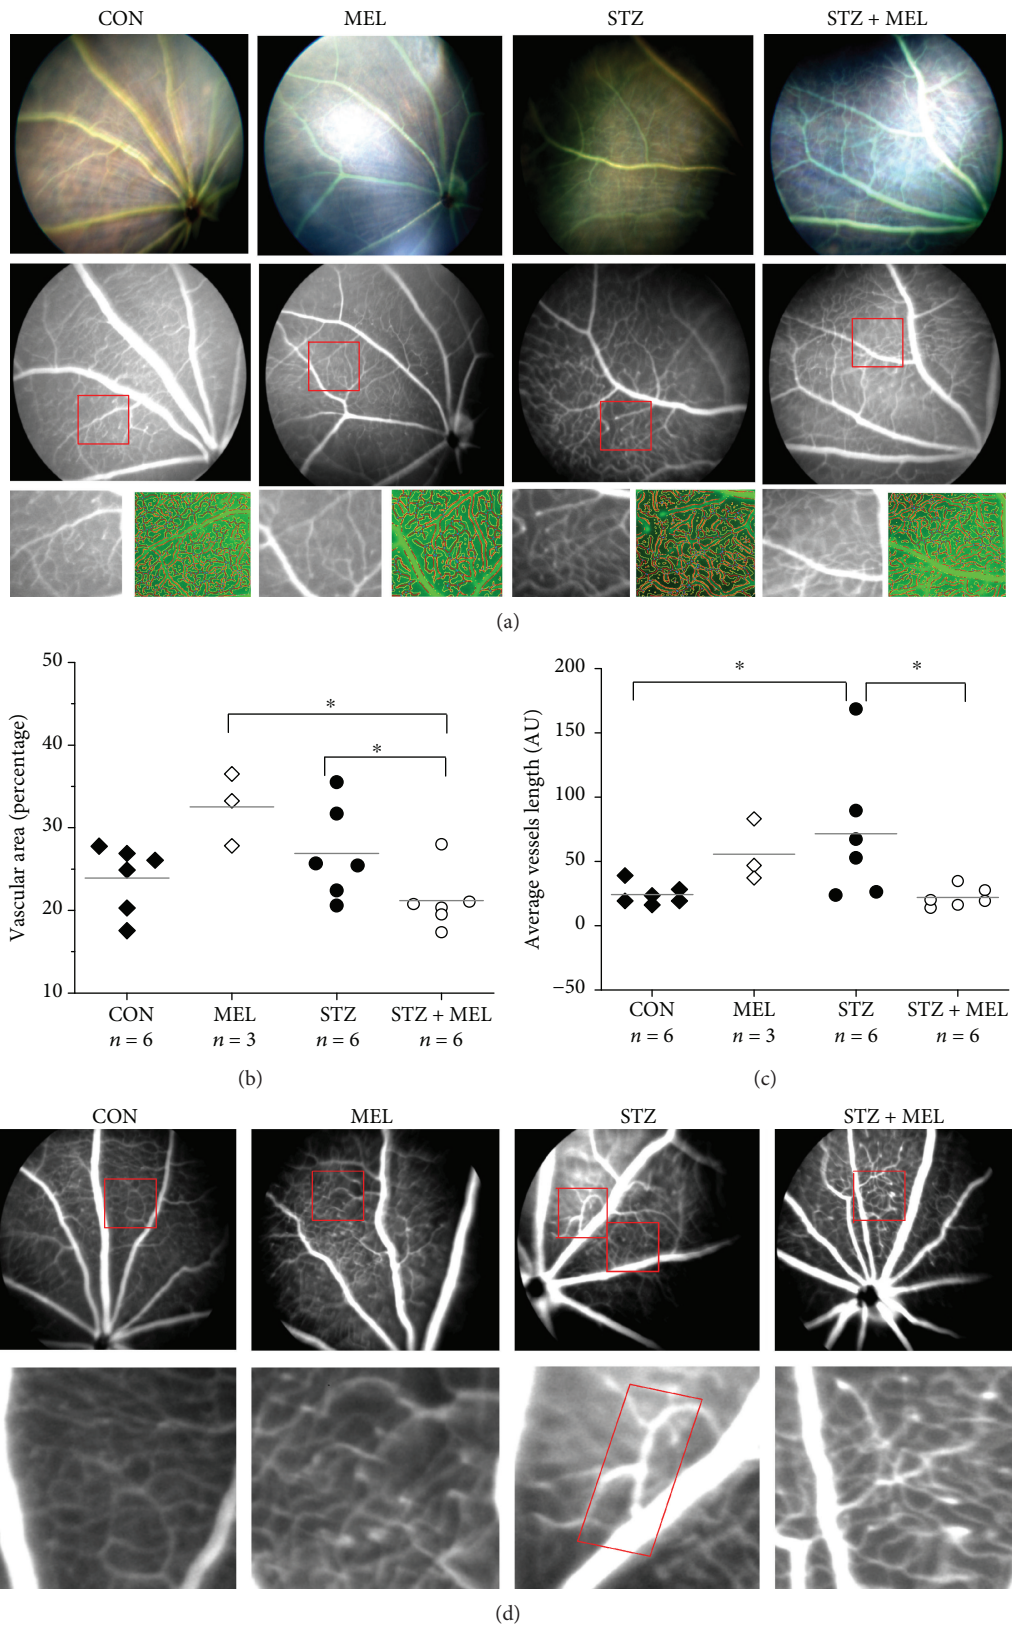 CON MEL STZ STZ + MEL
(a)
Vascular area (percentage)
50
40
30
20
10
*
*
CON MEL STZ STZ + MEL
n = 6 n = 3 n = 6 n = 6
(b)
Average vessels length (AU)
200
150
100
50
0
−50
*
*
CON MEL STZ STZ + MEL
n = 6 n = 3 n = 6 n = 6
(c)
CON MEL STZ STZ + MEL
(d)